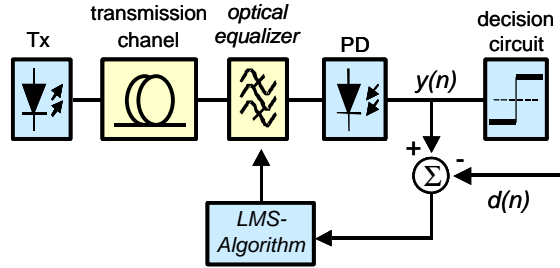 Tx
transmission
chanel
optical
equalizer
PD
decision
circuit
y(n)
+
-
Σ
d(n)
LMS-
Algorithm